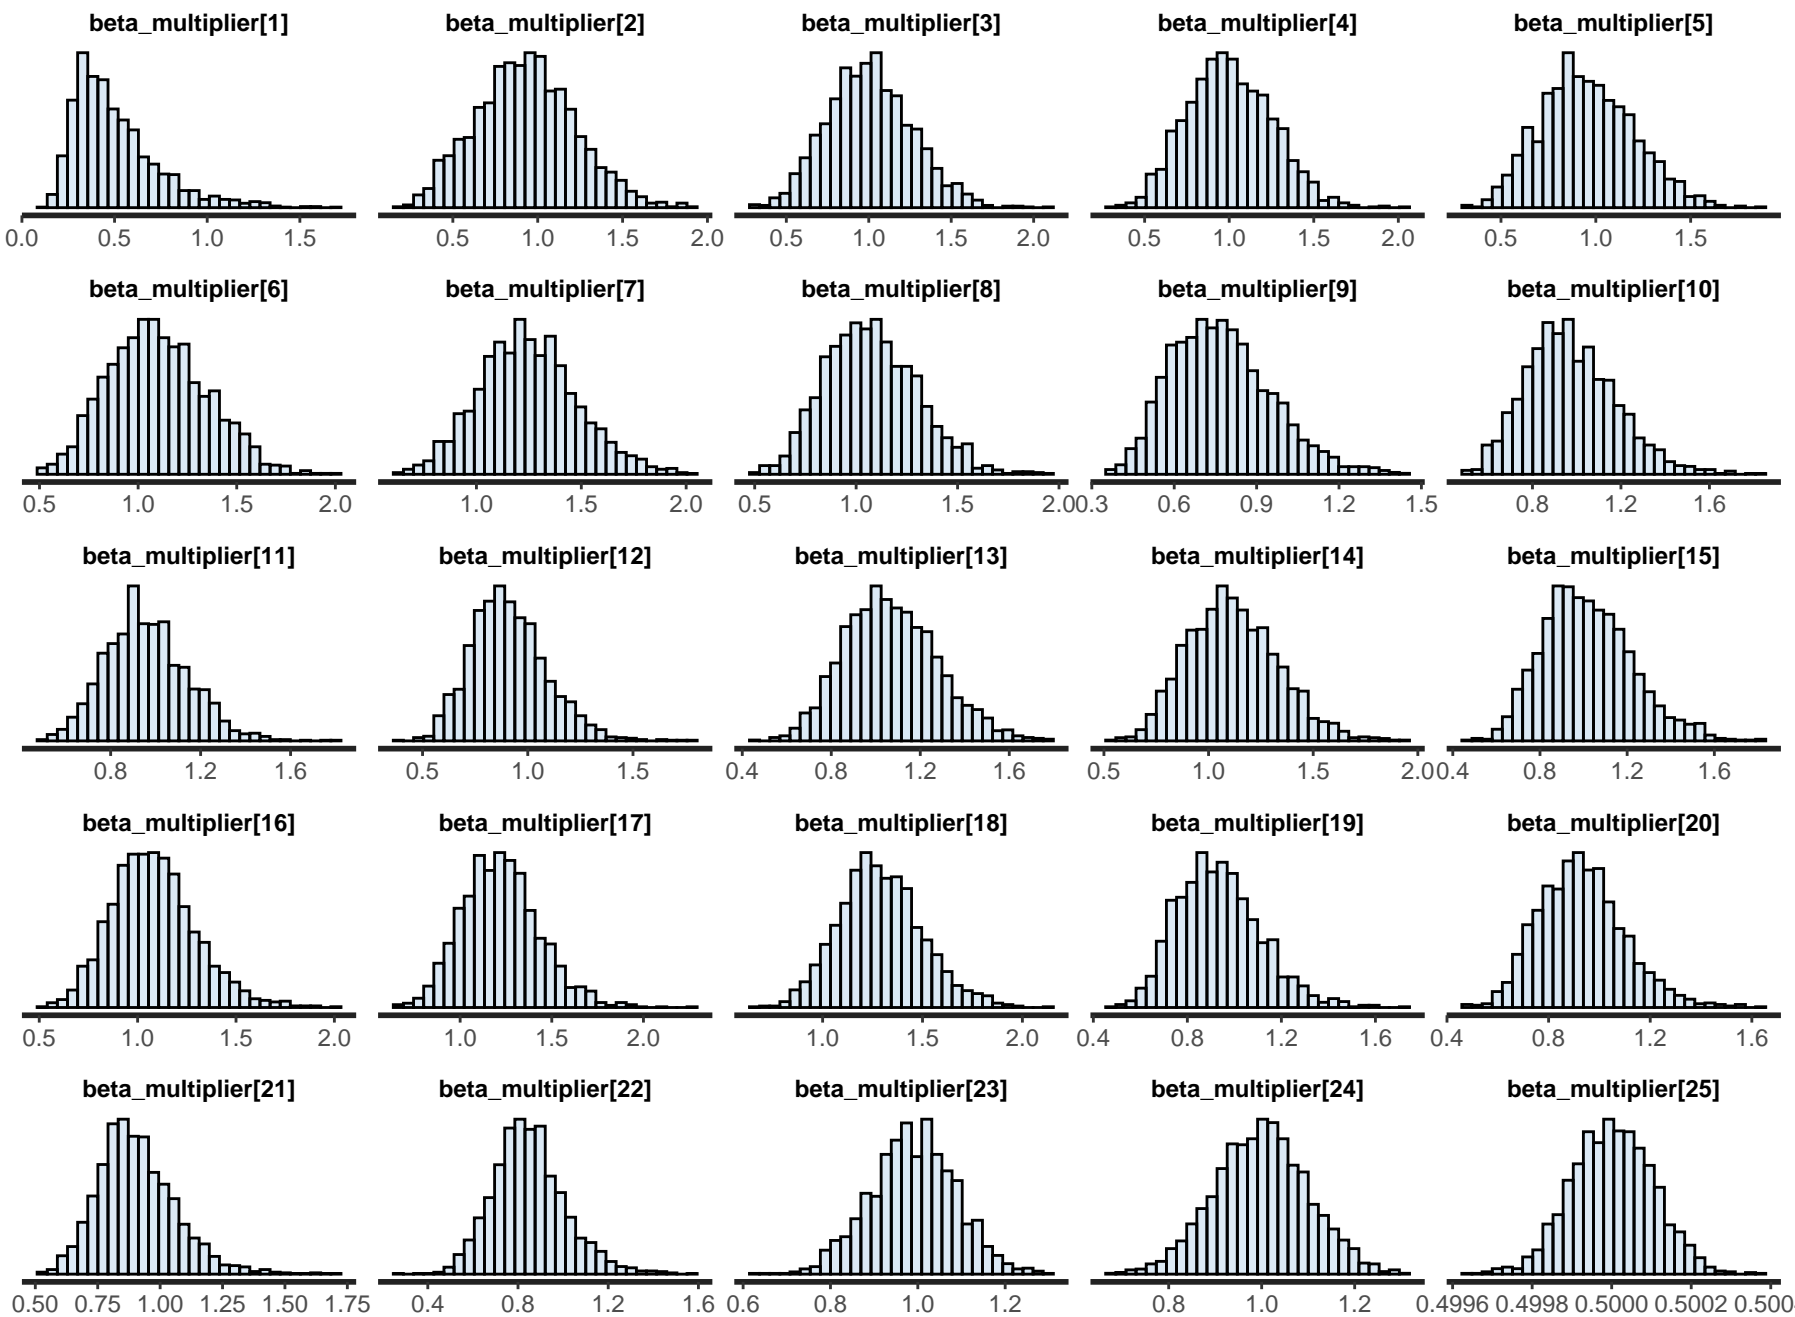 beta_multiplier[1] beta_multiplier[2] beta_multiplier[3] beta_multiplier[4] beta_multiplier[5]
0.0 0.5 1.0 1.5 0.5 1.0 1.5 2.0 0.5 1.0 1.5 2.0 0.5 1.0 1.5 2.0 0.5 1.0 1.5
beta_multiplier[6] beta_multiplier[7] beta_multiplier[8] beta_multiplier[9] beta_multiplier[10]
0.5 1.0 1.5 2.0 1.0 1.5 2.0 0.5 1.0 1.5 2.00.3 0.6 0.9 1.2 1.5 0.8 1.2 1.6
beta_multiplier[11] beta_multiplier[12] beta_multiplier[13] beta_multiplier[14] beta_multiplier[15]
0.8 1.2 1.6 0.5 1.0 1.5 0.4 0.8 1.2 1.6 0.5 1.0 1.5 2.00.4 0.8 1.2 1.6
beta_multiplier[16] beta_multiplier[17] beta_multiplier[18] beta_multiplier[19] beta_multiplier[20]
0.5 1.0 1.5 2.0 1.0 1.5 2.0 1.0 1.5 2.0 0.4 0.8 1.2 1.6 0.4 0.8 1.2 1.6
beta_multiplier[21] beta_multiplier[22] beta_multiplier[23] beta_multiplier[24] beta_multiplier[25]
0.50 0.75 1.00 1.25 1.50 1.75 0.4 0.8 1.2 1.6 0.6 0.8 1.0 1.2 0.8 1.0 1.2 0.4996 0.4998 0.5000 0.5002